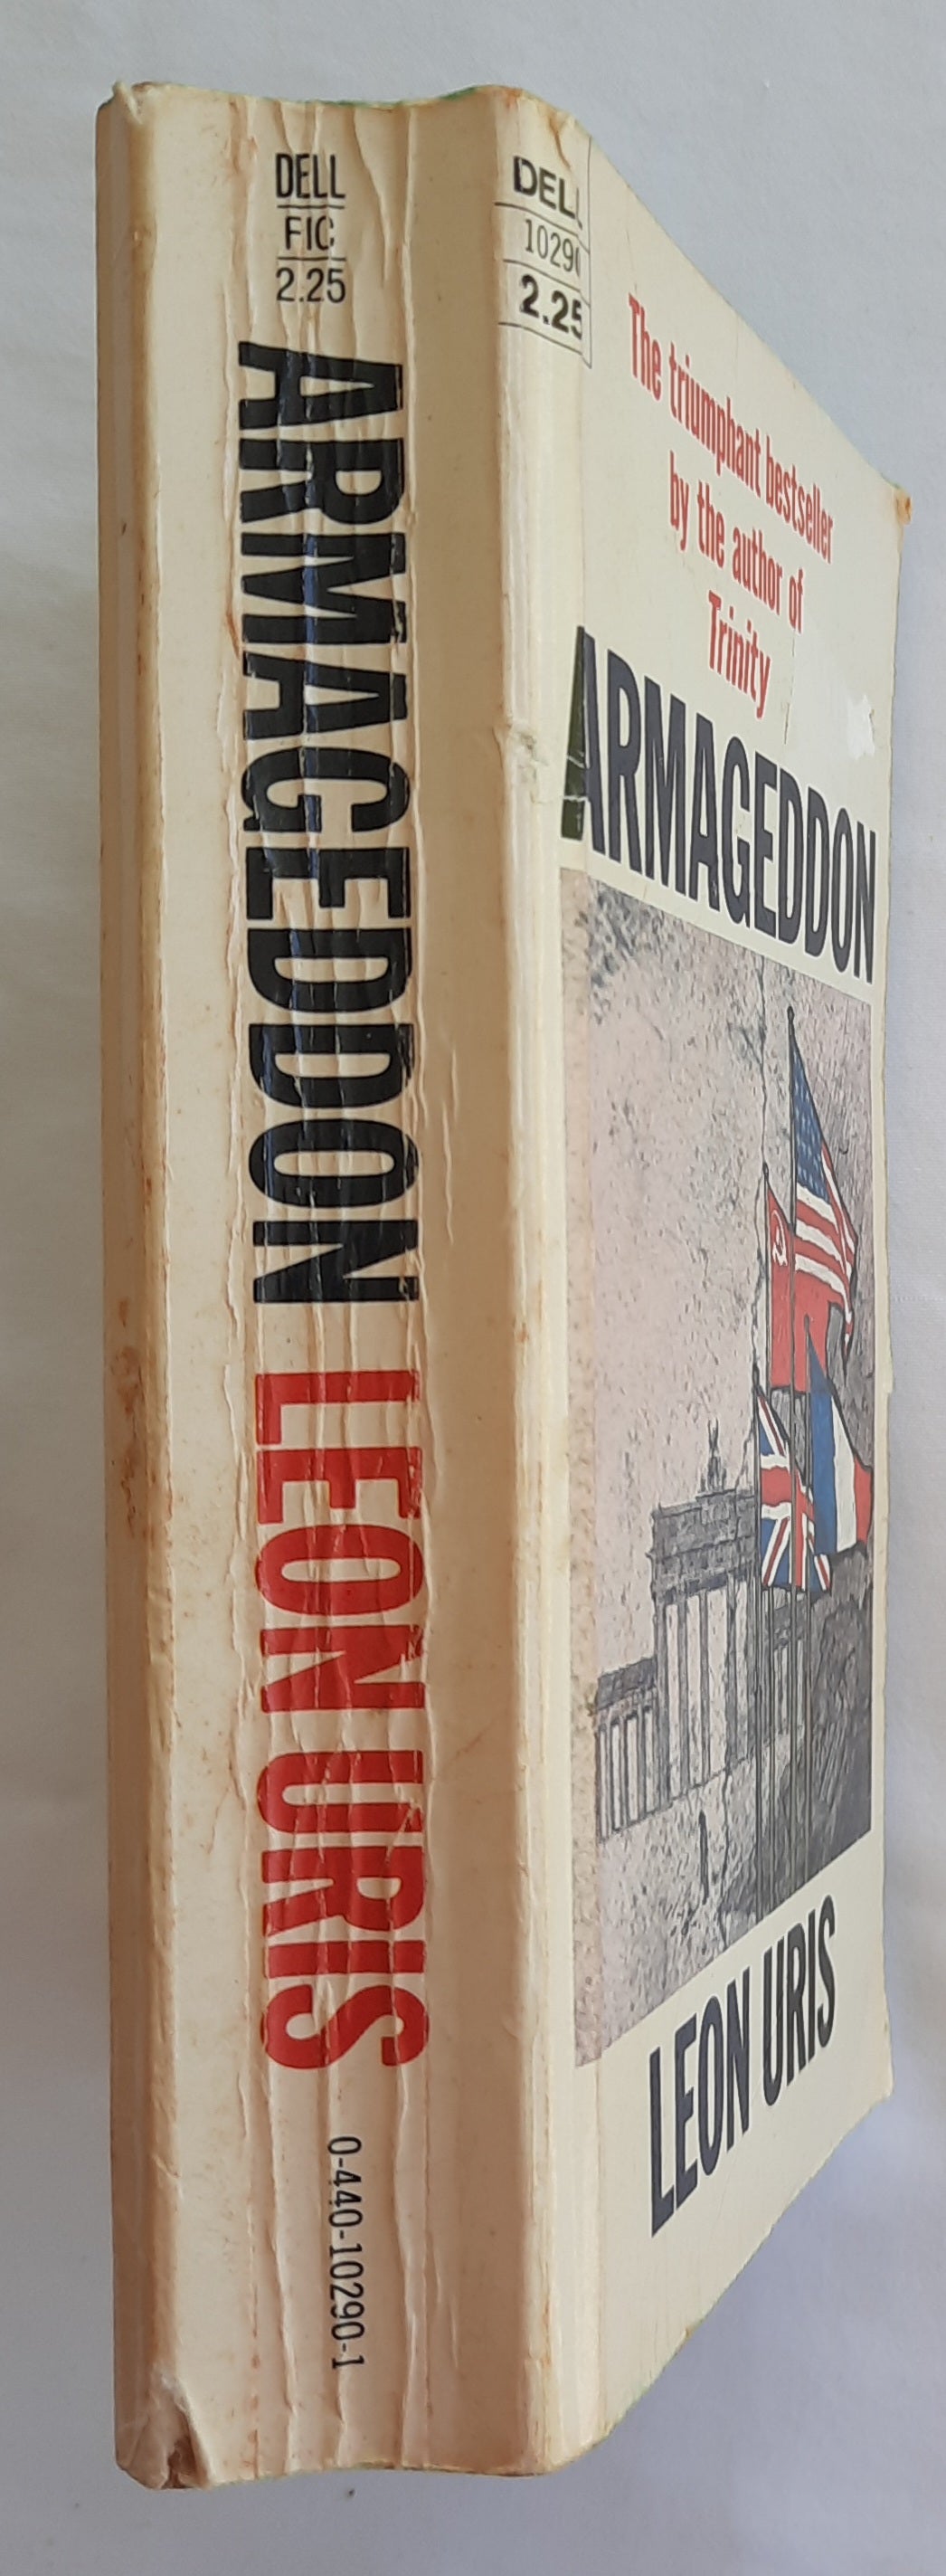 DELL
FIC
2.25
ARMAGEDDON LEON URIS
0-440-10290-1
DELL
10290
2.25
The triumphant bestseller
by the author of
Trinity
ARMAGEDDON
LEON URIS